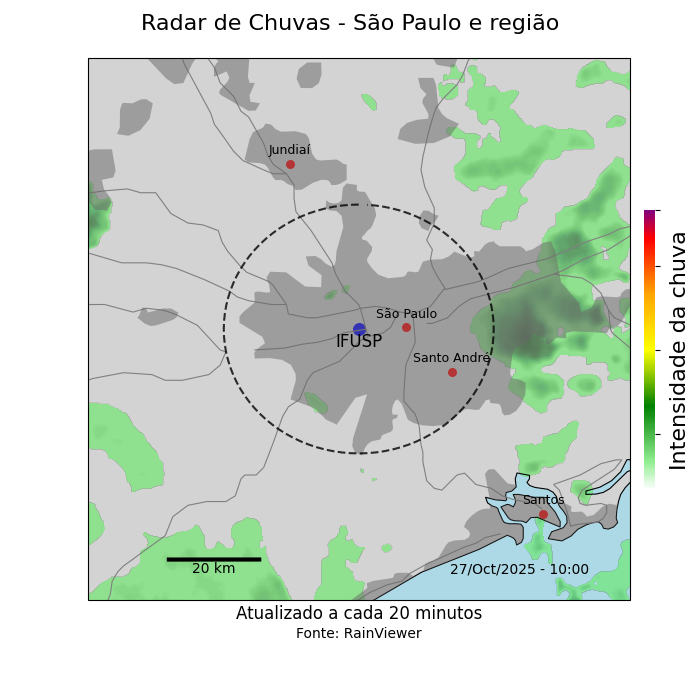 Radar de Chuvas - São Paulo e região
Jundiaí
São Paulo
IFUSP
Santo André
Santos
20 km
27/Oct/2025 - 10:00
Intensidade da chuva
Atualizado a cada 20 minutos
Fonte: RainViewer